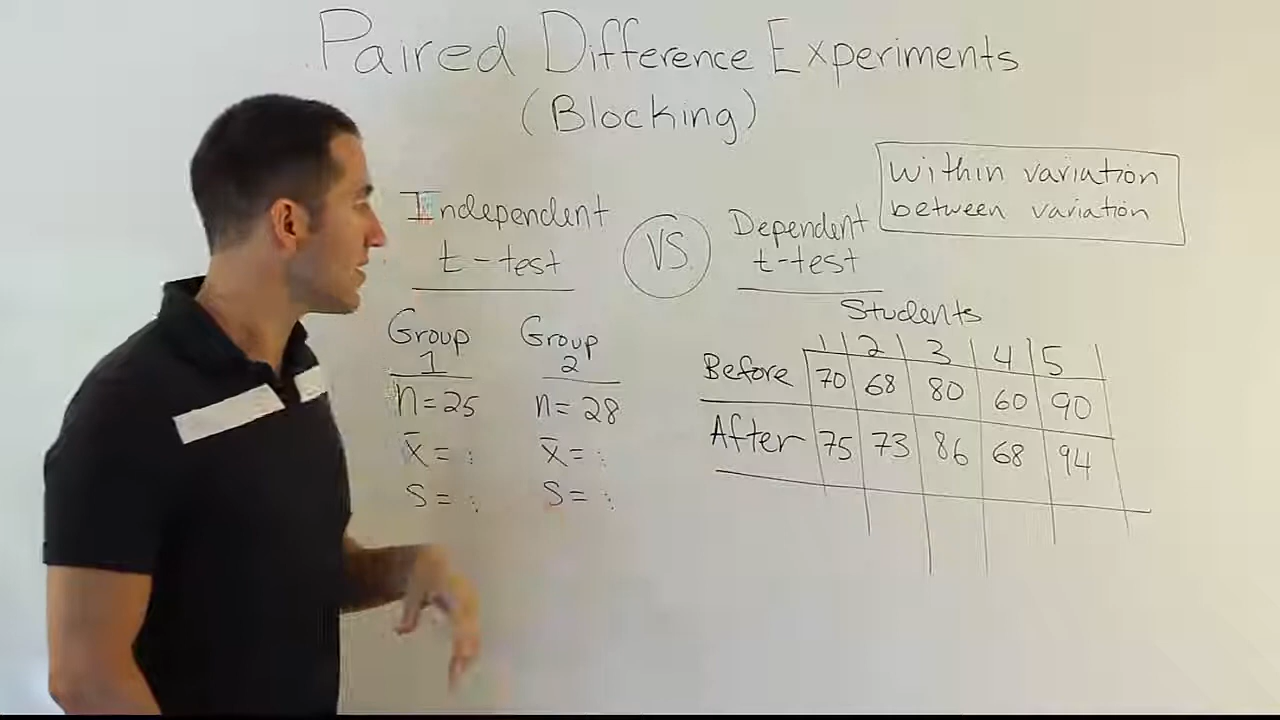 Paired Difference Experiments
(Blocking)
within variation
between variation
Independent
t-test
VS.
Dependent
t-test
Group
1
Group
2
n=25
n=28
x̄ = :
x̄ = :
S = :
S = :
Students
1 2 3 4 5
Before 70 68 80 60 90
After 75 73 86 68 94